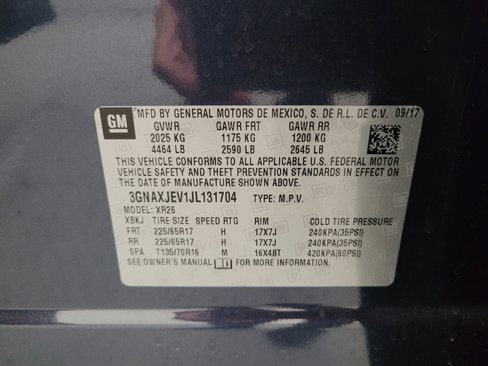 GM
MFD BY GENERAL MOTORS DE MEXICO, S. DE R.L. DE C.V. 09/17
GVWR GAWR FRT GAWR RR
2025 KG 1175 KG 1200 KG
4464 LB 2590 LB 2645 LB
THIS VEHICLE CONFORMS TO ALL APPLICABLE U.S. FEDERAL MOTOR
VEHICLE SAFETY AND THEFT PREVENTION STANDARDS IN EFFECT ON
THE DATE OF MANUFACTURE SHOWN ABOVE.
3GNAXJEV1JL131704 TYPE: M.P.V.
MODEL: XR26
XBKJ TIRE SIZE SPEED RTG RIM COLD TIRE PRESSURE
FRT 225/65R17 H 17X7J 240KPA(35PSI)
RR 225/65R17 H 17X7J 240KPA(35PSI)
SPA T135/70R16 M 16X4BT 420KPA(60PSI)
SEE OWNER'S MANUAL FOR MORE INFORMATION.